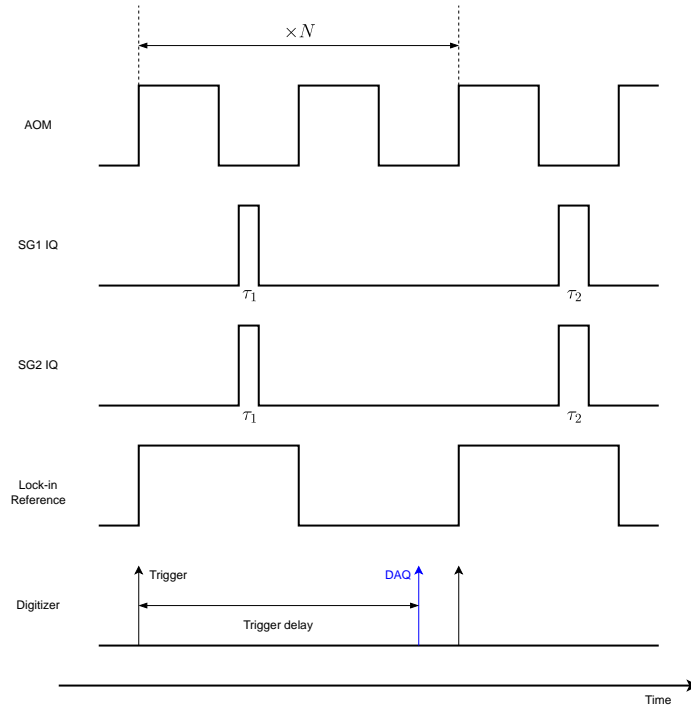 ×N
AOM
SG1 IQ
τ1
τ2
SG2 IQ
τ1
τ2
Lock-in
Reference
Trigger
DAQ
Digitizer
Trigger delay
Time